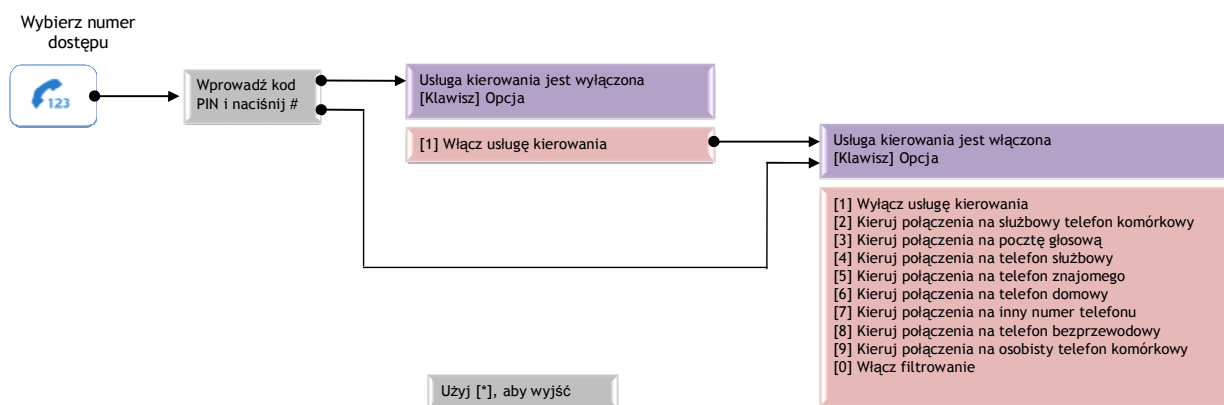 Wybierz numer
dostępu
123
Wprowadź kod
PIN i naciśnij #
Usługa kierowania jest wyłączona
[Klawisz] Opcja
[1] Włącz usługę kierowania
Usługa kierowania jest włączona
[Klawisz] Opcja
[1] Wyłącz usługę kierowania
[2] Kieruj połączenia na służbowy telefon komórkowy
[3] Kieruj połączenia na pocztę głosową
[4] Kieruj połączenia na telefon służbowy
[5] Kieruj połączenia na telefon znajomego
[6] Kieruj połączenia na telefon domowy
[7] Kieruj połączenia na inny numer telefonu
[8] Kieruj połączenia na telefon bezprzewodowy
[9] Kieruj połączenia na osobisty telefon komórkowy
[0] Włącz filtrowanie
Użyj [*], aby wyjść